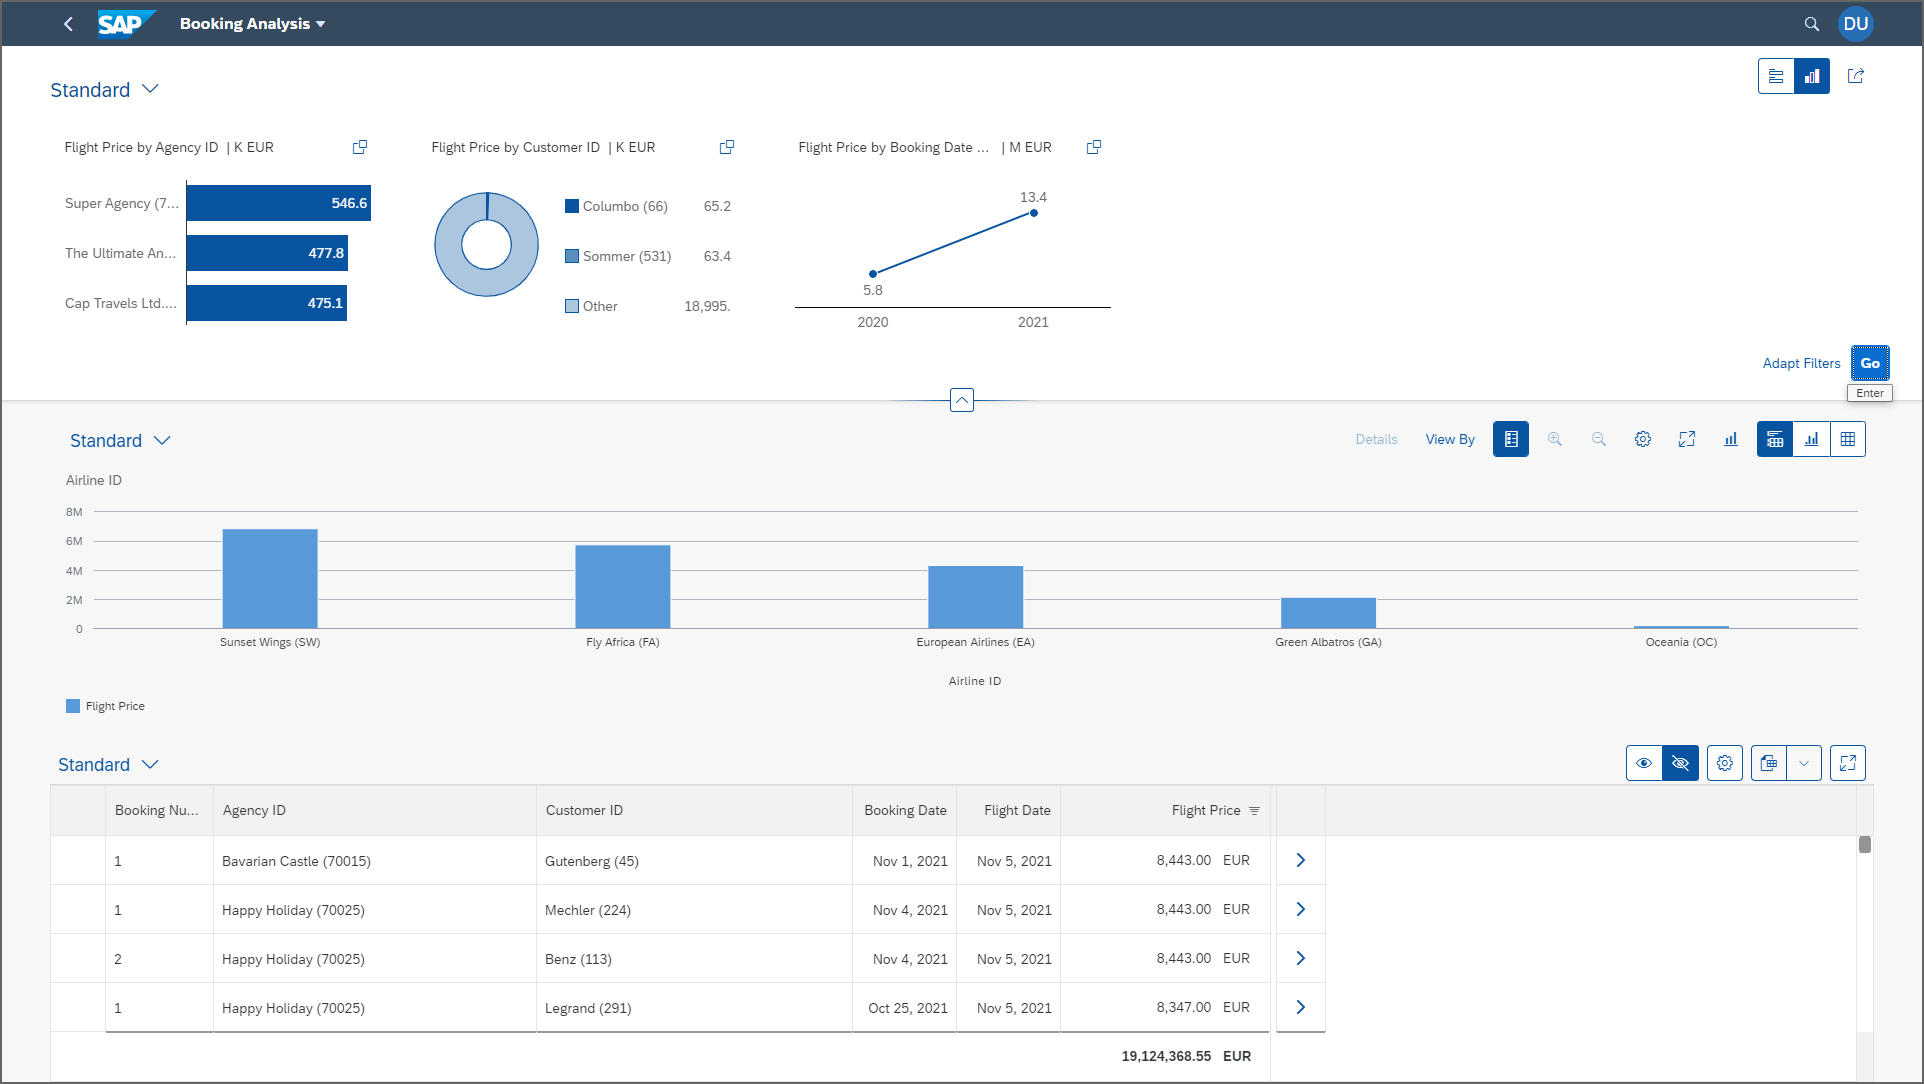 SAP Booking Analysis DU
Standard
Flight Price by Agency ID | K EUR
Super Agency (7... 546.6
The Ultimate An... 477.8
Cap Travels Ltd.... 475.1
Flight Price by Customer ID | K EUR
Columbo (66) 65.2
Sommer (531) 63.4
Other 18,995.
Flight Price by Booking Date ... | M EUR
13.4
5.8
2020 2021
Adapt Filters Go
Enter
Standard Details View By
Airline ID
8M
6M
4M
2M
0
Sunset Wings (SW) Fly Africa (FA) European Airlines (EA) Green Albatros (GA) Oceania (OC)
Airline ID
Flight Price
Standard
Booking Nu... Agency ID Customer ID Booking Date Flight Date Flight Price
1 Bavarian Castle (70015) Gutenberg (45) Nov 1, 2021 Nov 5, 2021 8,443.00 EUR
1 Happy Holiday (70025) Mechler (224) Nov 4, 2021 Nov 5, 2021 8,443.00 EUR
2 Happy Holiday (70025) Benz (113) Nov 4, 2021 Nov 5, 2021 8,443.00 EUR
1 Happy Holiday (70025) Legrand (291) Oct 25, 2021 Nov 5, 2021 8,347.00 EUR
19,124,368.55 EUR